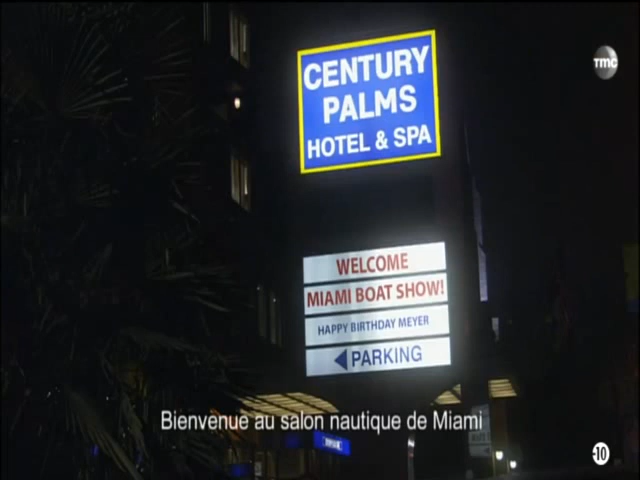 CENTURY
PALMS
HOTEL & SPA
TMC
WELCOME
MIAMI BOAT SHOW!
HAPPY BIRTHDAY MEYER
PARKING
Bienvenue au salon nautique de Miami
-10